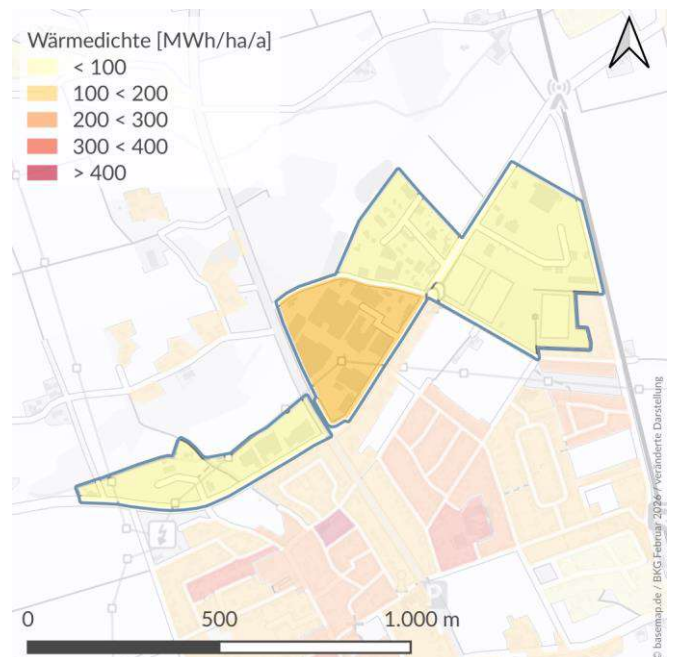 Wärmedichte [MWh/ha/a]
< 100
100 < 200
200 < 300
300 < 400
> 400
P
0 500 1.000 m
© basemap.de / BKG Februar 2026 / Veränderte Darstellung